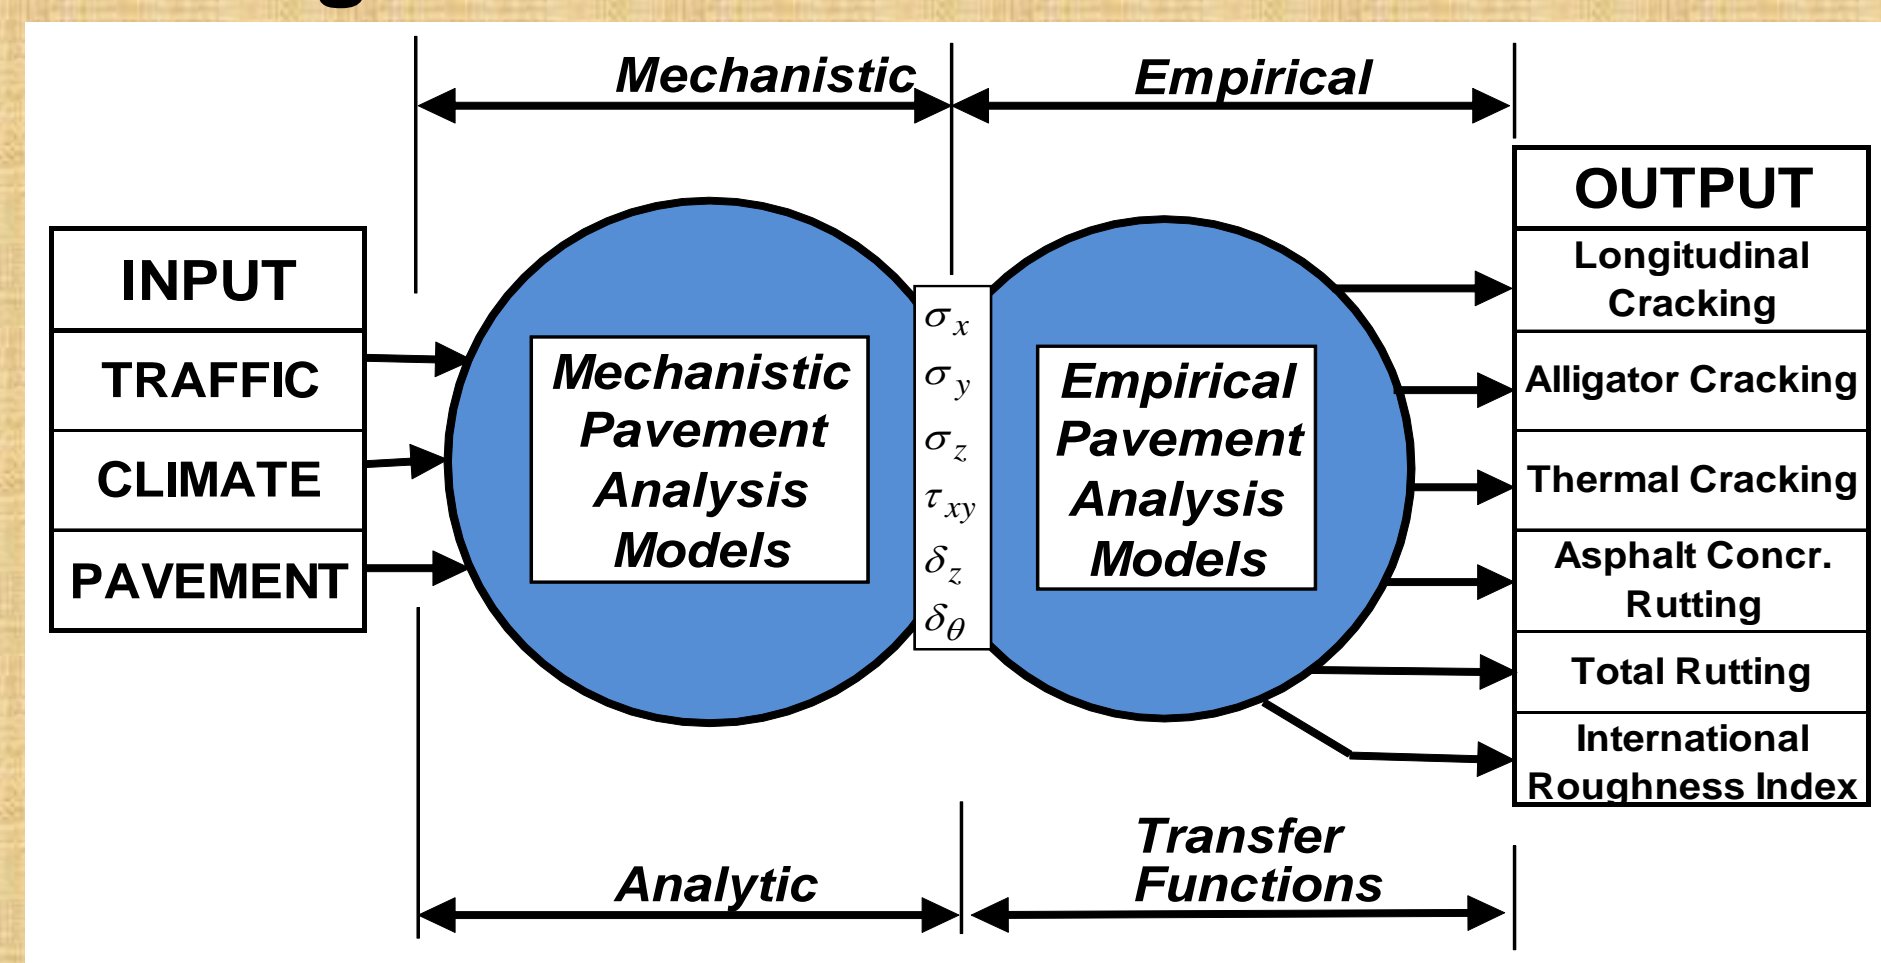 Mechanistic
Empirical
INPUT
TRAFFIC
CLIMATE
PAVEMENT
Mechanistic
Pavement
Analysis
Models
σx
σy
σz
τxy
δz
δθ
Empirical
Pavement
Analysis
Models
OUTPUT
Longitudinal
Cracking
Alligator Cracking
Thermal Cracking
Asphalt Concr.
Rutting
Total Rutting
International
Roughness Index
Analytic
Transfer
Functions